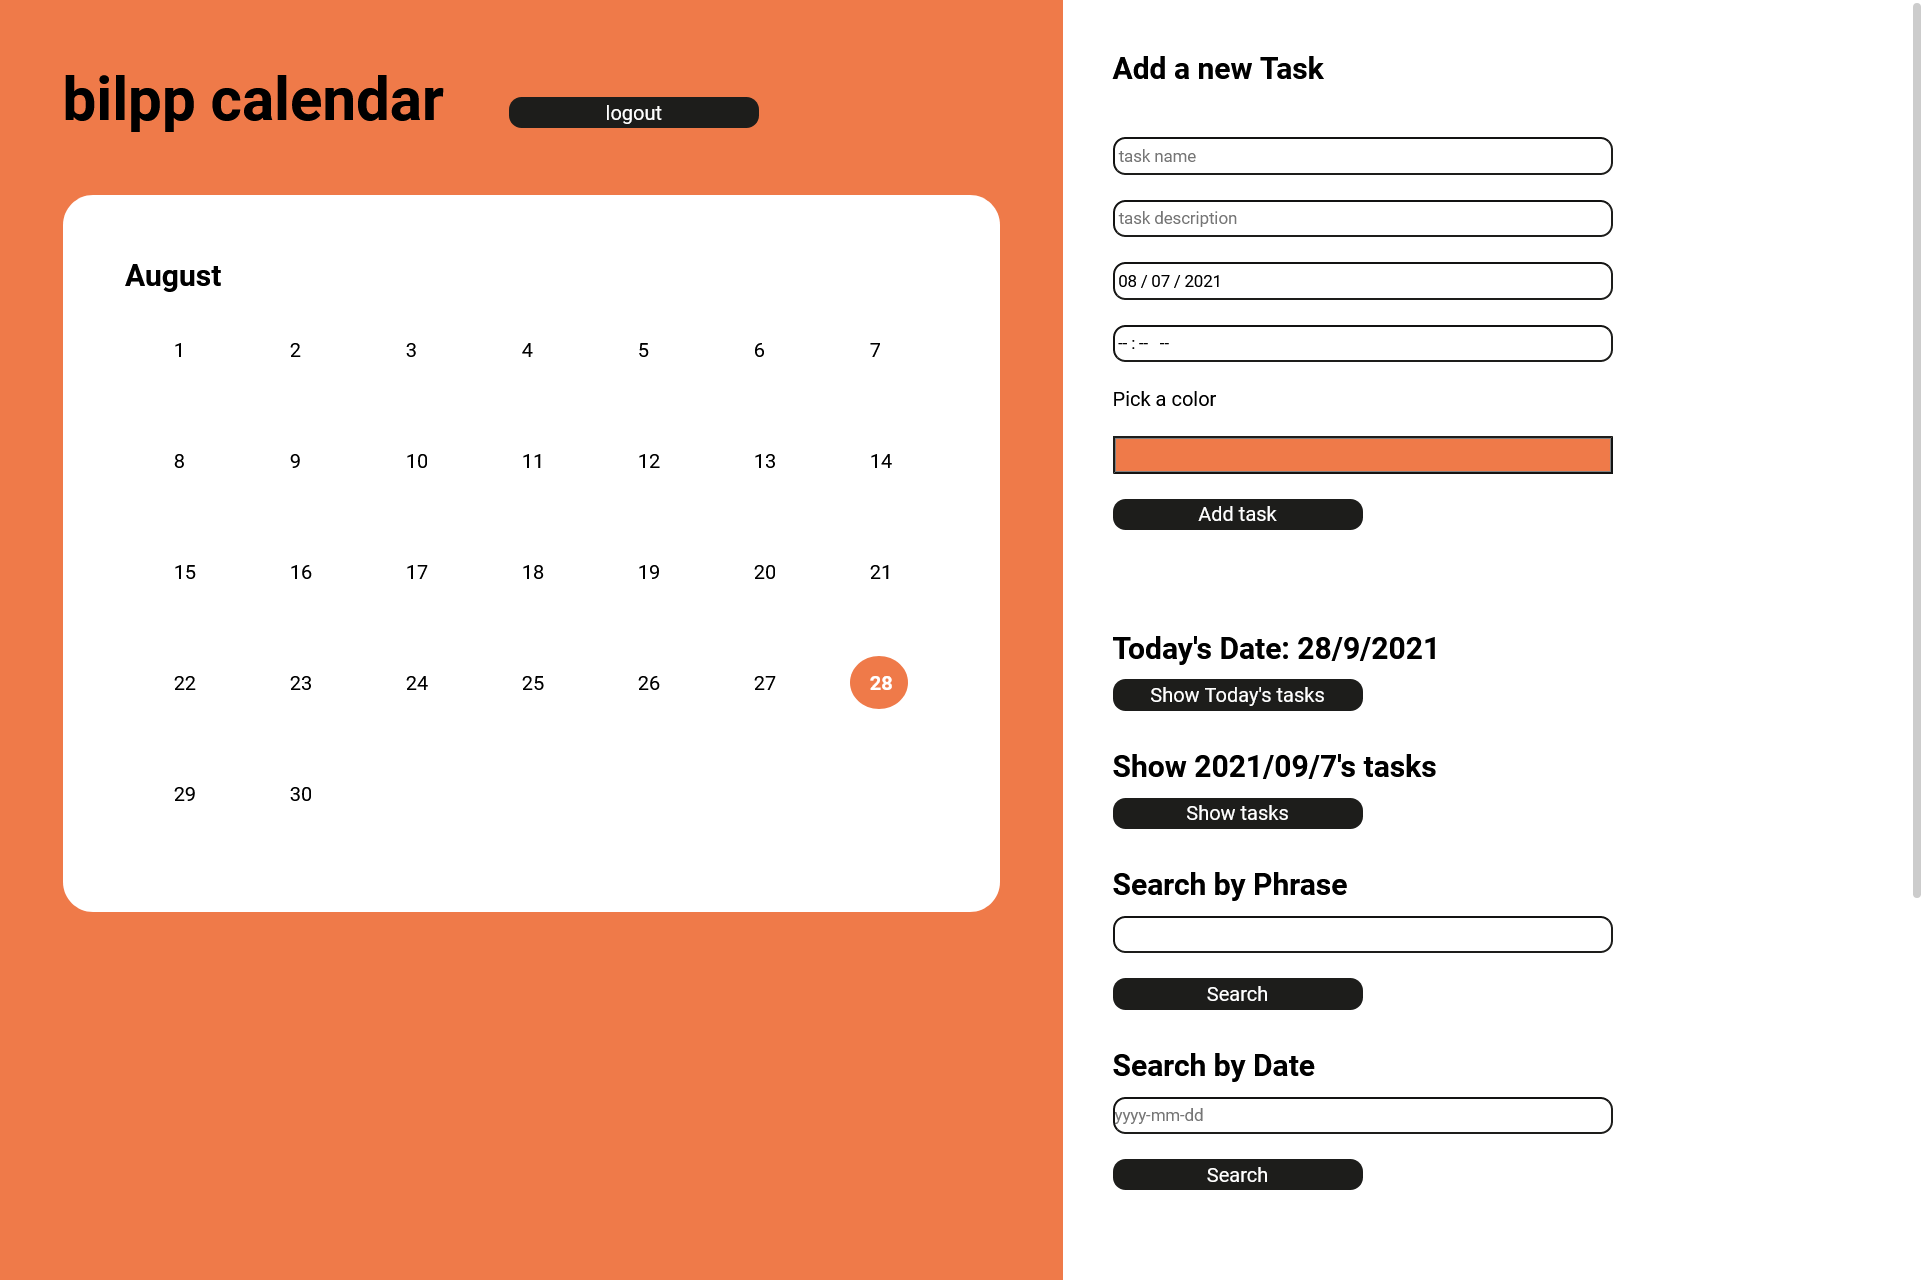 bilpp calendar
logout
August
1 2 3 4 5 6 7
8 9 10 11 12 13 14
15 16 17 18 19 20 21
22 23 24 25 26 27 28
29 30
Add a new Task
task name
task description
08 / 07 / 2021
-- : -- --
Pick a color
Add task
Today's Date: 28/9/2021
Show Today's tasks
Show 2021/09/7's tasks
Show tasks
Search by Phrase
Search
Search by Date
yyyy-mm-dd
Search